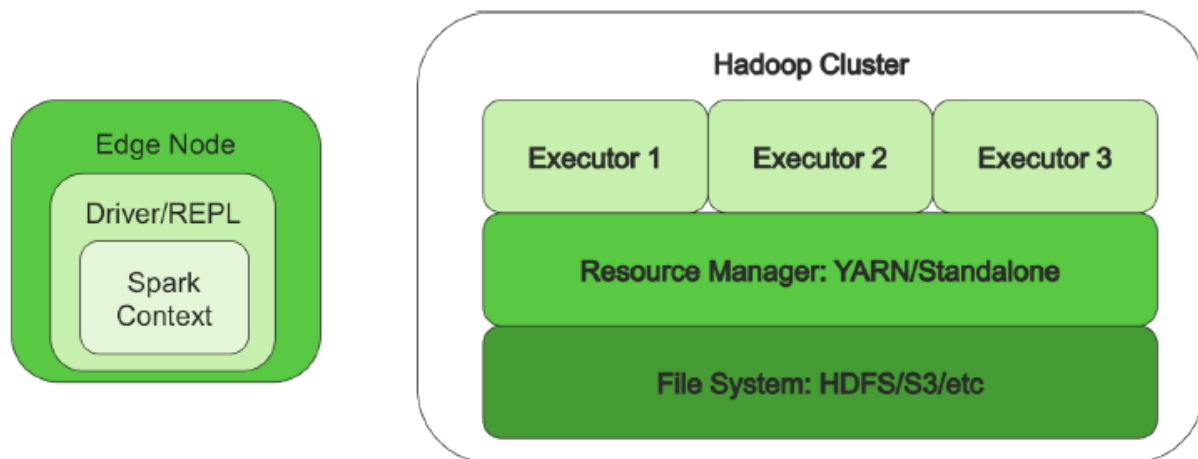 Edge Node
Driver/REPL
Spark
Context
Hadoop Cluster
Executor 1
Executor 2
Executor 3
Resource Manager: YARN/Standalone
File System: HDFS/S3/etc